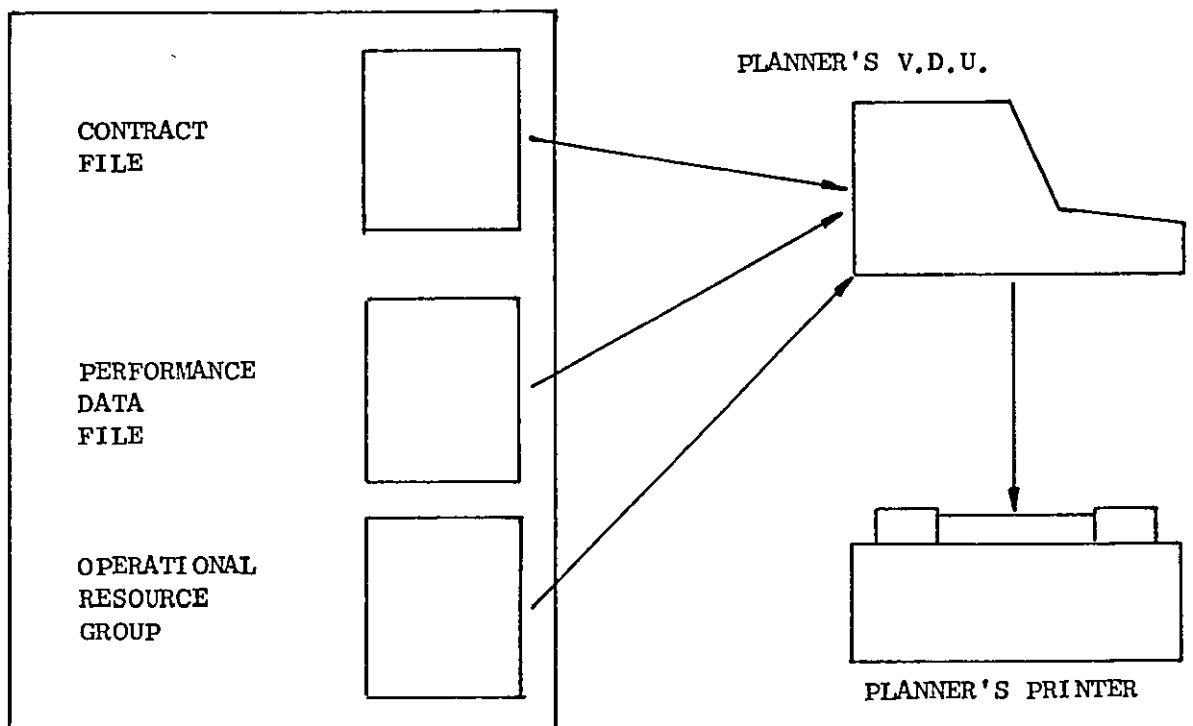 CONTRACT
FILE
PERFORMANCE
DATA
FILE
OPERATIONAL
RESOURCE
GROUP
PLANNER'S V.D.U.
PLANNER'S PRINTER